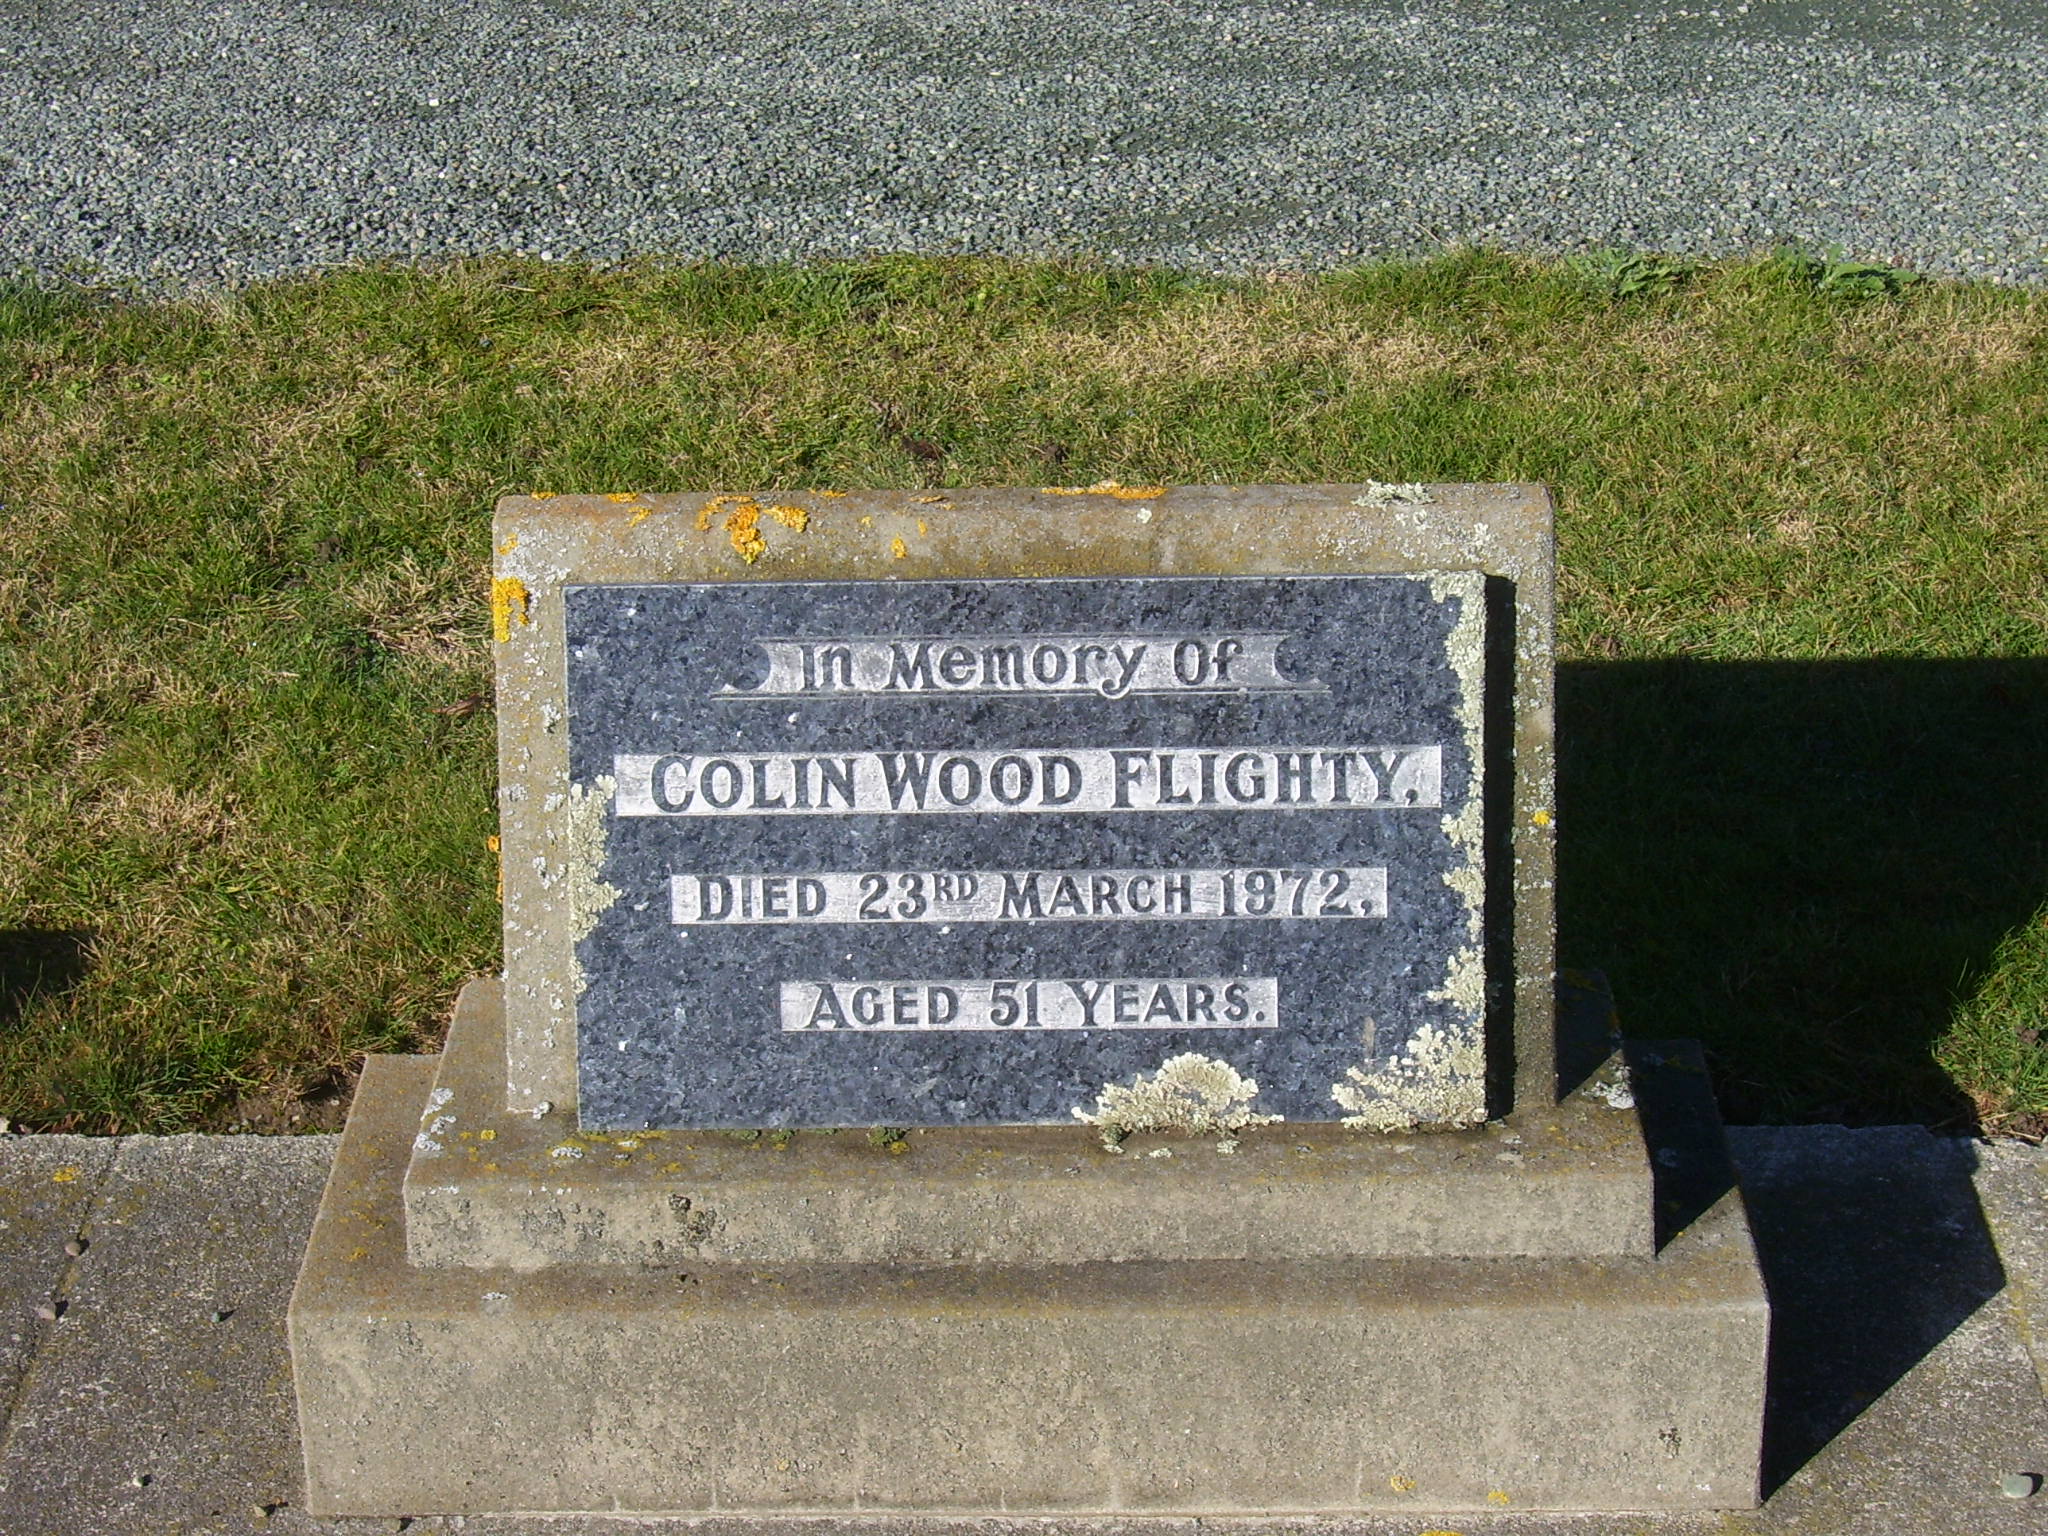 In Memory Of
COLIN WOOD FLIGHTY,
DIED 23RD MARCH 1972,
AGED 51 YEARS.